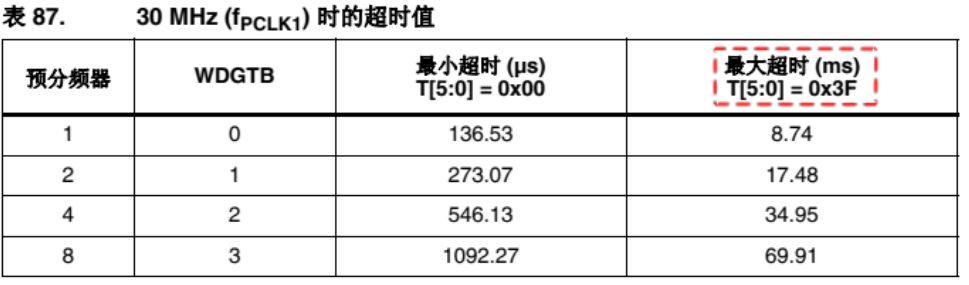 表 87. 30 MHz (fPCLK1) 时的超时值
预分频器 WDGTB 最小超时 (µs) 最大超时 (ms)
T[5:0] = 0x00 T[5:0] = 0x3F
1 0 136.53 8.74
2 1 273.07 17.48
4 2 546.13 34.95
8 3 1092.27 69.91